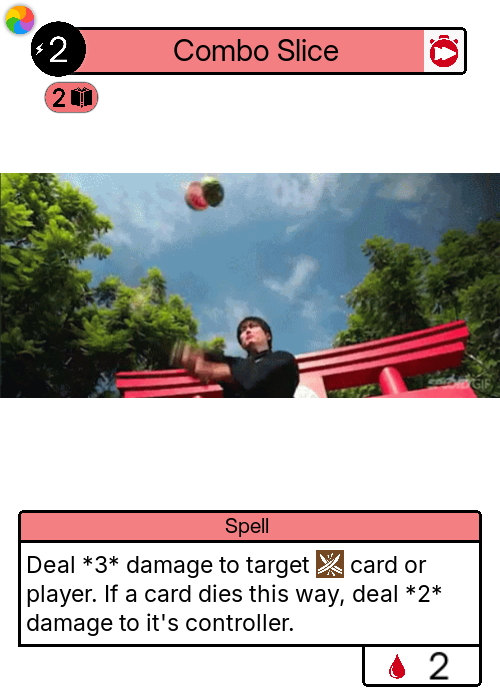 2
Combo Slice
2
Spell
Deal *3* damage to target card or
player. If a card dies this way, deal *2*
damage to it's controller.
2